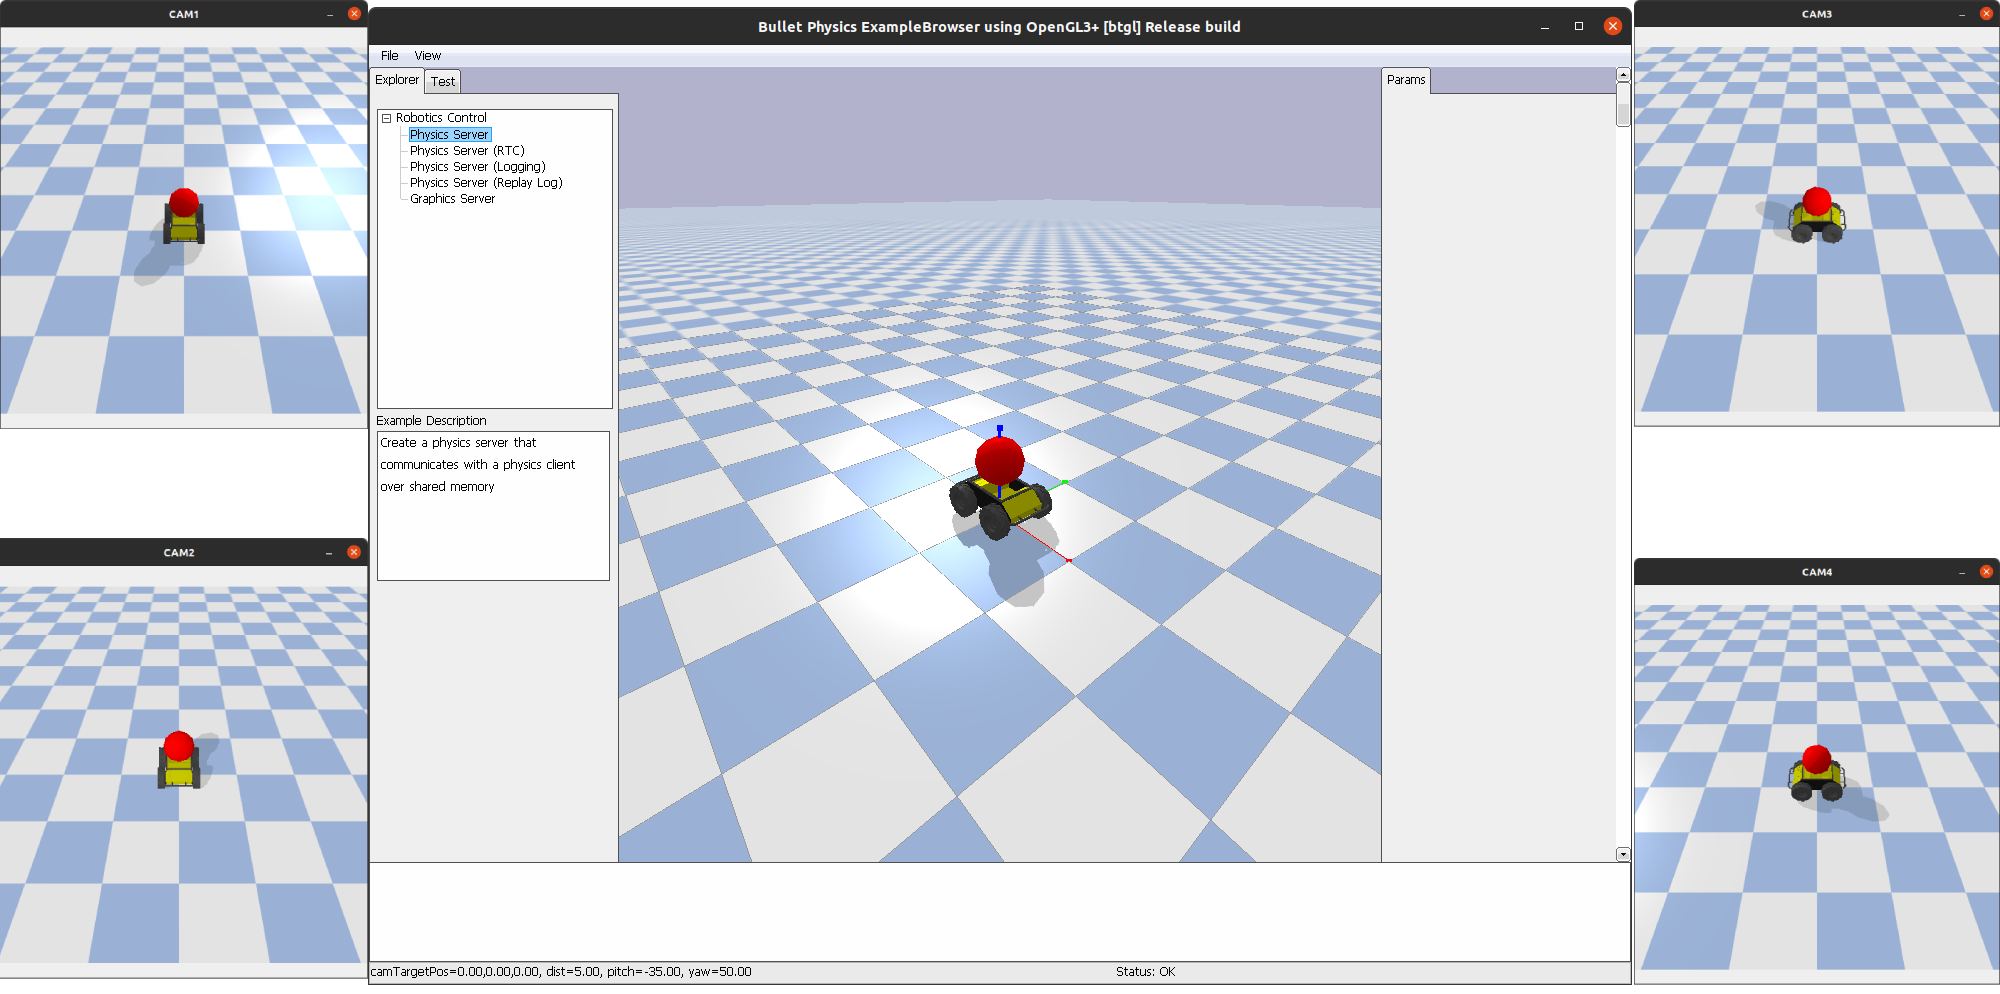 CAM1
Bullet Physics ExampleBrowser using OpenGL3+ [btgl] Release build
CAM3
File View
Explorer Test
Params
Robotics Control
Physics Server
Physics Server (RTC)
Physics Server (Logging)
Physics Server (Replay Log)
Graphics Server
Example Description
Create a physics server that
communicates with a physics client
over shared memory
CAM2
CAM4
camTargetPos=0.00,0.00,0.00, dist=5.00, pitch=-35.00, yaw=50.00
Status: OK